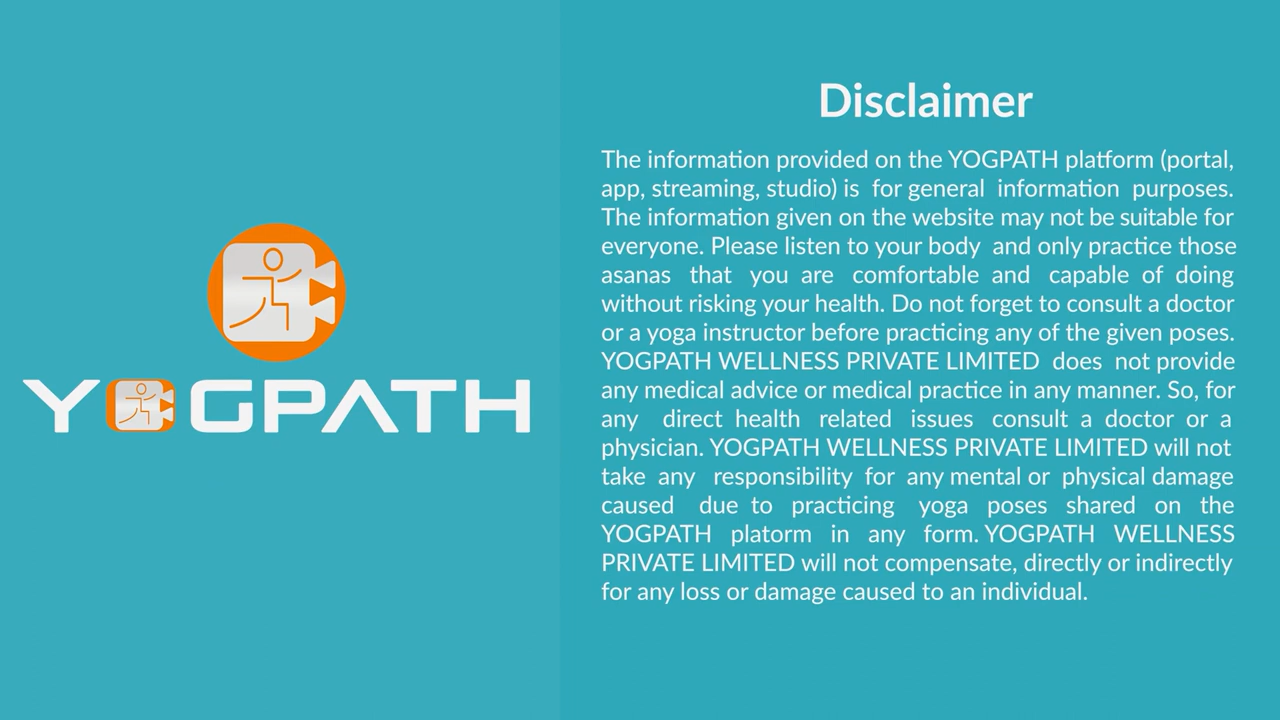 YOGPATH
Disclaimer
The information provided on the YOGPATH platform (portal,
app, streaming, studio) is for general information purposes.
The information given on the website may not be suitable for
everyone. Please listen to your body and only practice those
asanas that you are comfortable and capable of doing
without risking your health. Do not forget to consult a doctor
or a yoga instructor before practicing any of the given poses.
YOGPATH WELLNESS PRIVATE LIMITED does not provide
any medical advice or medical practice in any manner. So, for
any direct health related issues consult a doctor or a
physician. YOGPATH WELLNESS PRIVATE LIMITED will not
take any responsibility for any mental or physical damage
caused due to practicing yoga poses shared on the
YOGPATH platorm in any form. YOGPATH WELLNESS
PRIVATE LIMITED will not compensate, directly or indirectly
for any loss or damage caused to an individual.